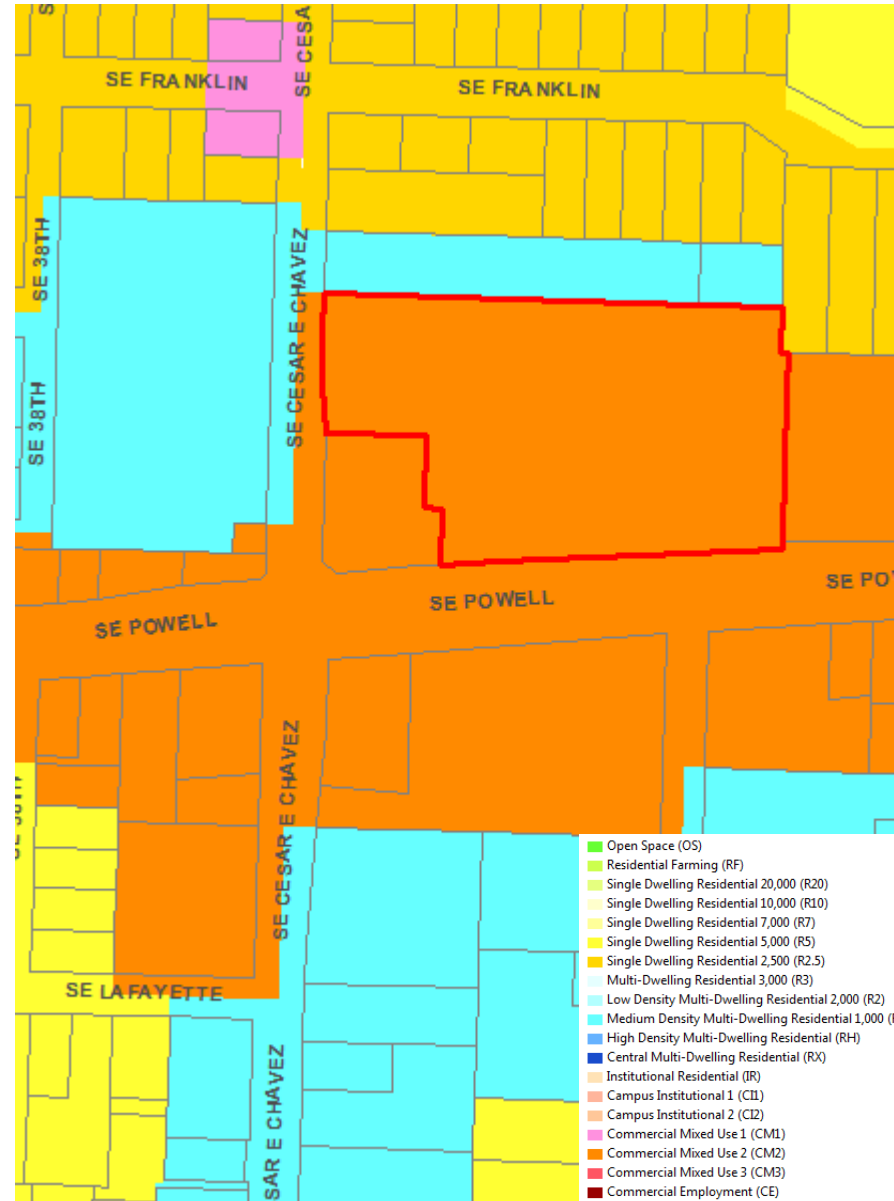 SE FRANKLIN
SE CESA
SE FRANKLIN
SE 38TH
SE CESAR E CHAVEZ
SE 38TH
SE POWELL
SE POWELL
SE PO
SE CESAR E CHAVEZ
SE LAFAYETTE
SAR E CHAVEZ
Open Space (OS)
Residential Farming (RF)
Single Dwelling Residential 20,000 (R20)
Single Dwelling Residential 10,000 (R10)
Single Dwelling Residential 7,000 (R7)
Single Dwelling Residential 5,000 (R5)
Single Dwelling Residential 2,500 (R2.5)
Multi-Dwelling Residential 3,000 (R3)
Low Density Multi-Dwelling Residential 2,000 (R2)
Medium Density Multi-Dwelling Residential 1,000 (
High Density Multi-Dwelling Residential (RH)
Central Multi-Dwelling Residential (RX)
Institutional Residential (IR)
Campus Institutional 1 (CI1)
Campus Institutional 2 (CI2)
Commercial Mixed Use 1 (CM1)
Commercial Mixed Use 2 (CM2)
Commercial Mixed Use 3 (CM3)
Commercial Employment (CE)